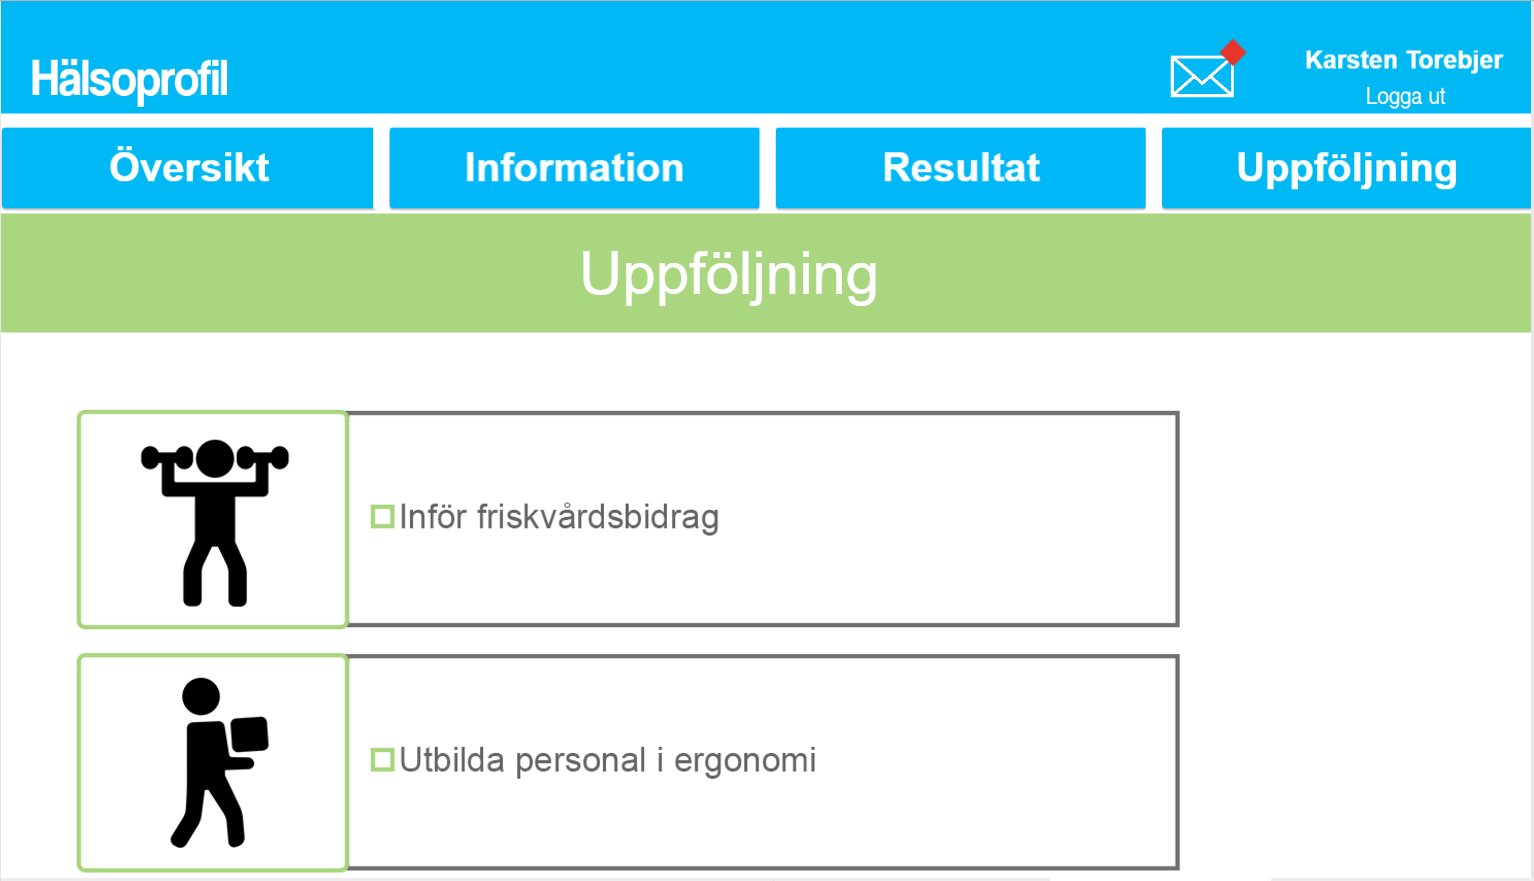 Hälsoprofil
Karsten Torebjer
Logga ut
Översikt
Information
Resultat
Uppföljning
Uppföljning
Inför friskvårdsbidrag
Utbilda personal i ergonomi